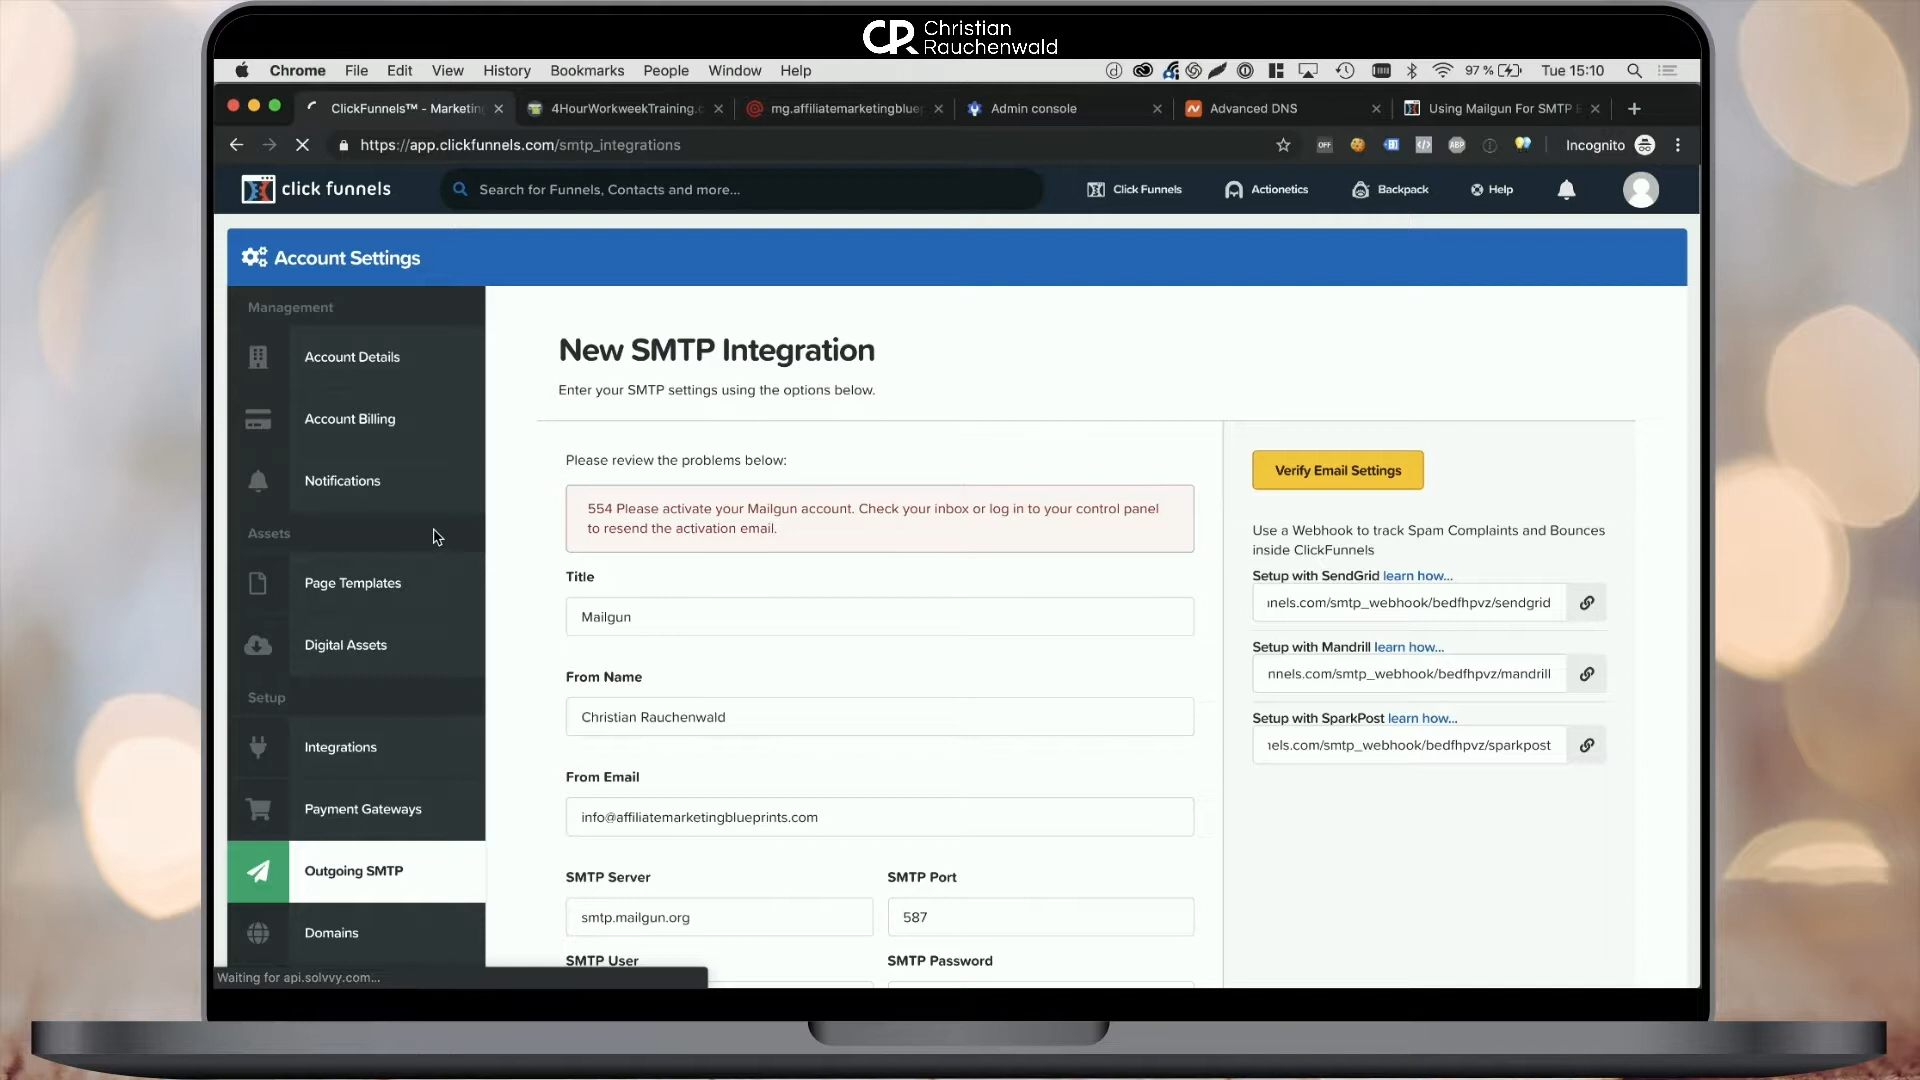 CR Christian
Rauchenwald
Chrome File Edit View History Bookmarks People Window Help
97 % Tue 15:10
ClickFunnels™ - Marketing
4HourWorkweekTraining.c
mg.affiliatemarketingbluep
Admin console
Advanced DNS
Using Mailgun For SMTP E
https://app.clickfunnels.com/smtp_integrations
OFF
ABP
Incognito
click funnels
Search for Funnels, Contacts and more...
Click Funnels
Actionetics
Backpack
Help
Account Settings
Management
Account Details
Account Billing
Notifications
Assets
Page Templates
Digital Assets
Setup
Integrations
Payment Gateways
Outgoing SMTP
Domains
Waiting for api.solvvy.com...
New SMTP Integration
Enter your SMTP settings using the options below.
Please review the problems below:
554 Please activate your Mailgun account. Check your inbox or log in to your control panel
to resend the activation email.
Title
Mailgun
From Name
Christian Rauchenwald
From Email
info@affiliatemarketingblueprints.com
SMTP Server
SMTP Port
smtp.mailgun.org
587
SMTP User
SMTP Password
Verify Email Settings
Use a Webhook to track Spam Complaints and Bounces
inside ClickFunnels
Setup with SendGrid learn how...
nels.com/smtp_webhook/bedfhpvz/sendgrid
Setup with Mandrill learn how...
nnels.com/smtp_webhook/bedfhpvz/mandrill
Setup with SparkPost learn how...
nels.com/smtp_webhook/bedfhpvz/sparkpost